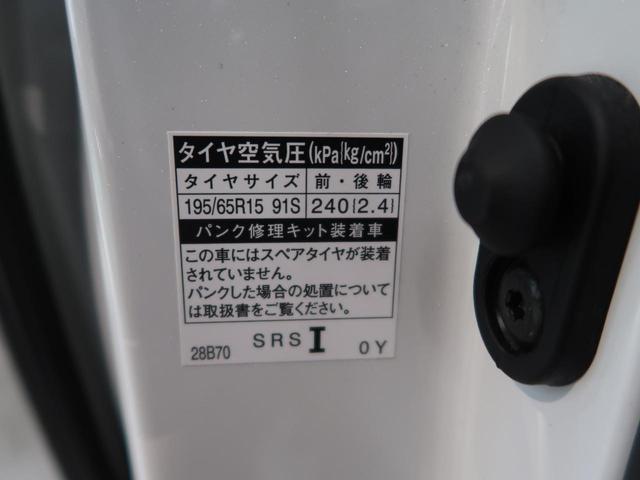 タイヤ空気圧(kPa{kg/cm²})
タイヤサイズ 前・後輪
195/65R15 91S 240{2.4}
パンク修理キット装着車
この車にはスペアタイヤが装着
されていません。
パンクした場合の処置について
は取扱書をご覧ください。
28B70 SRS I 0Y